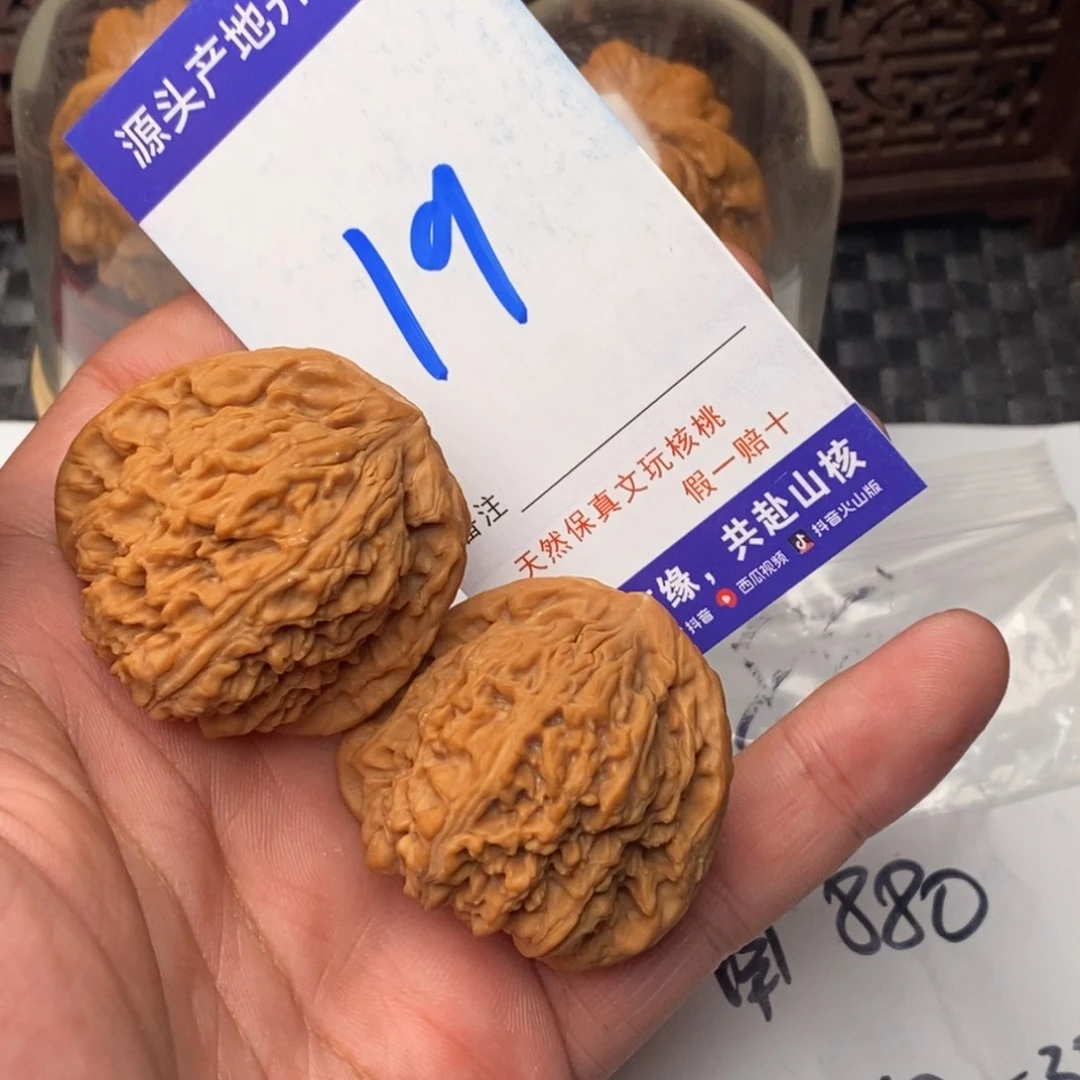 源头产地
19
备注
天然保真文玩核桃
假一赔十
缘，共赴山核
抖音 西瓜视频 抖音火山版
880